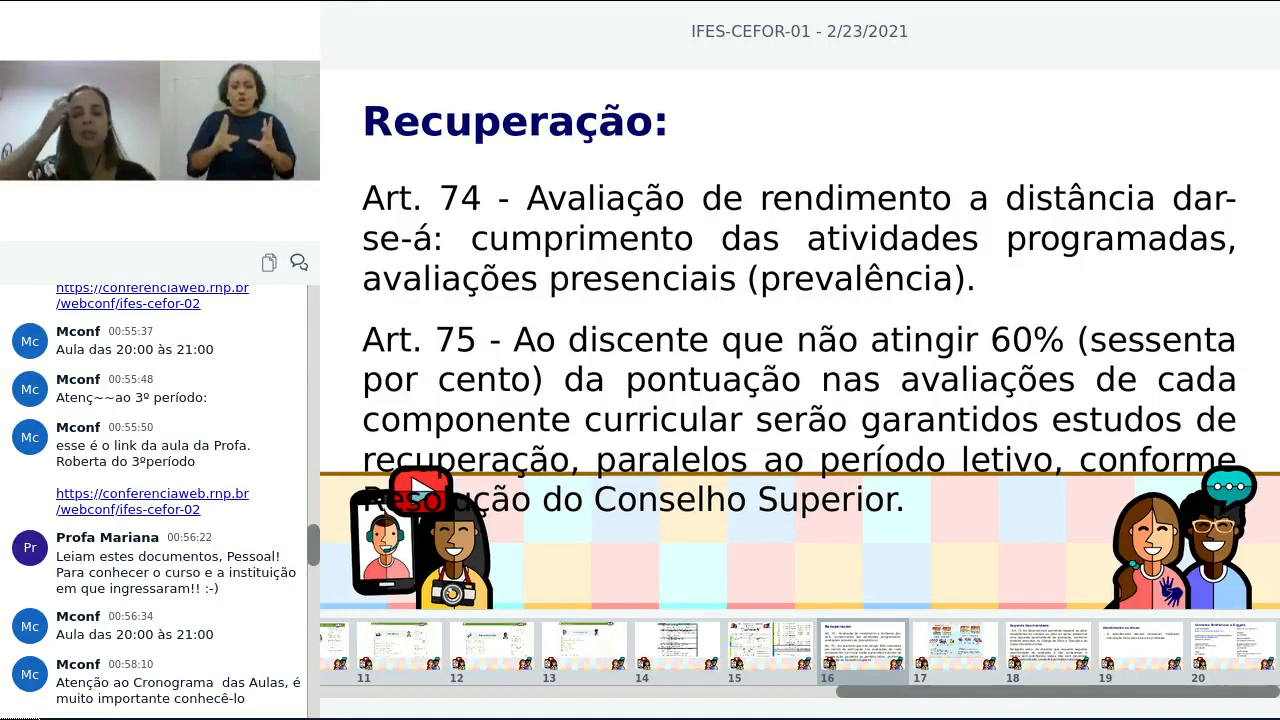 IFES-CEFOR-01 - 2/23/2021
Recuperação:
Art. 74 - Avaliação de rendimento a distância dar-
se-á: cumprimento das atividades programadas,
avaliações presenciais (prevalência).
Art. 75 - Ao discente que não atingir 60% (sessenta
por cento) da pontuação nas avaliações de cada
componente curricular serão garantidos estudos de
recuperação, paralelos ao período letivo, conforme
Resolução do Conselho Superior.
https://conferenciaweb.rnp.br
/webconf/ifes-cefor-02
Mc
Mconf 00:55:37
Aula das 20:00 às 21:00
Mc
Mconf 00:55:48
Atenç~~ao 3º período:
Mc
Mconf 00:55:50
esse é o link da aula da Profa.
Roberta do 3ºperíodo
https://conferenciaweb.rnp.br
/webconf/ifes-cefor-02
Pr
Profa Mariana 00:56:22
Leiam estes documentos, Pessoal!
Para conhecer o curso e a instituição
em que ingressaram!! :-)
Mc
Mconf 00:56:34
Aula das 20:00 às 21:00
Mc
Mconf 00:58:10
Atenção ao Cronograma das Aulas, é
muito importante conhecê-lo
11 12 13 14 15 16 17 18 19 20